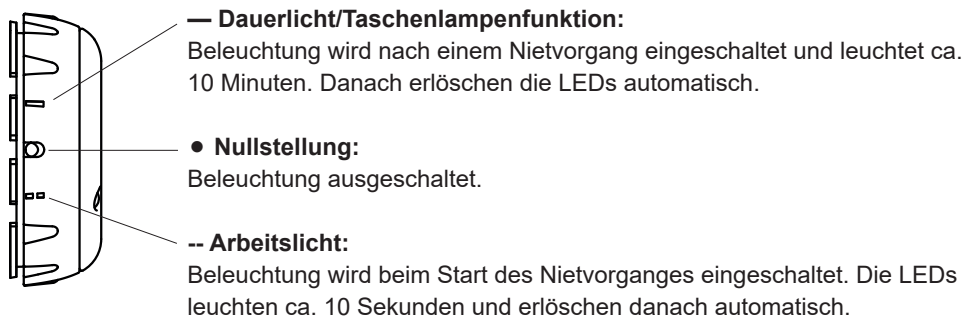 — Dauerlicht/Taschenlampenfunktion:
Beleuchtung wird nach einem Nietvorgang eingeschaltet und leuchtet ca.
10 Minuten. Danach erlöschen die LEDs automatisch.
● Nullstellung:
Beleuchtung ausgeschaltet.
-- Arbeitslicht:
Beleuchtung wird beim Start des Nietvorganges eingeschaltet. Die LEDs
leuchten ca. 10 Sekunden und erlöschen danach automatisch.